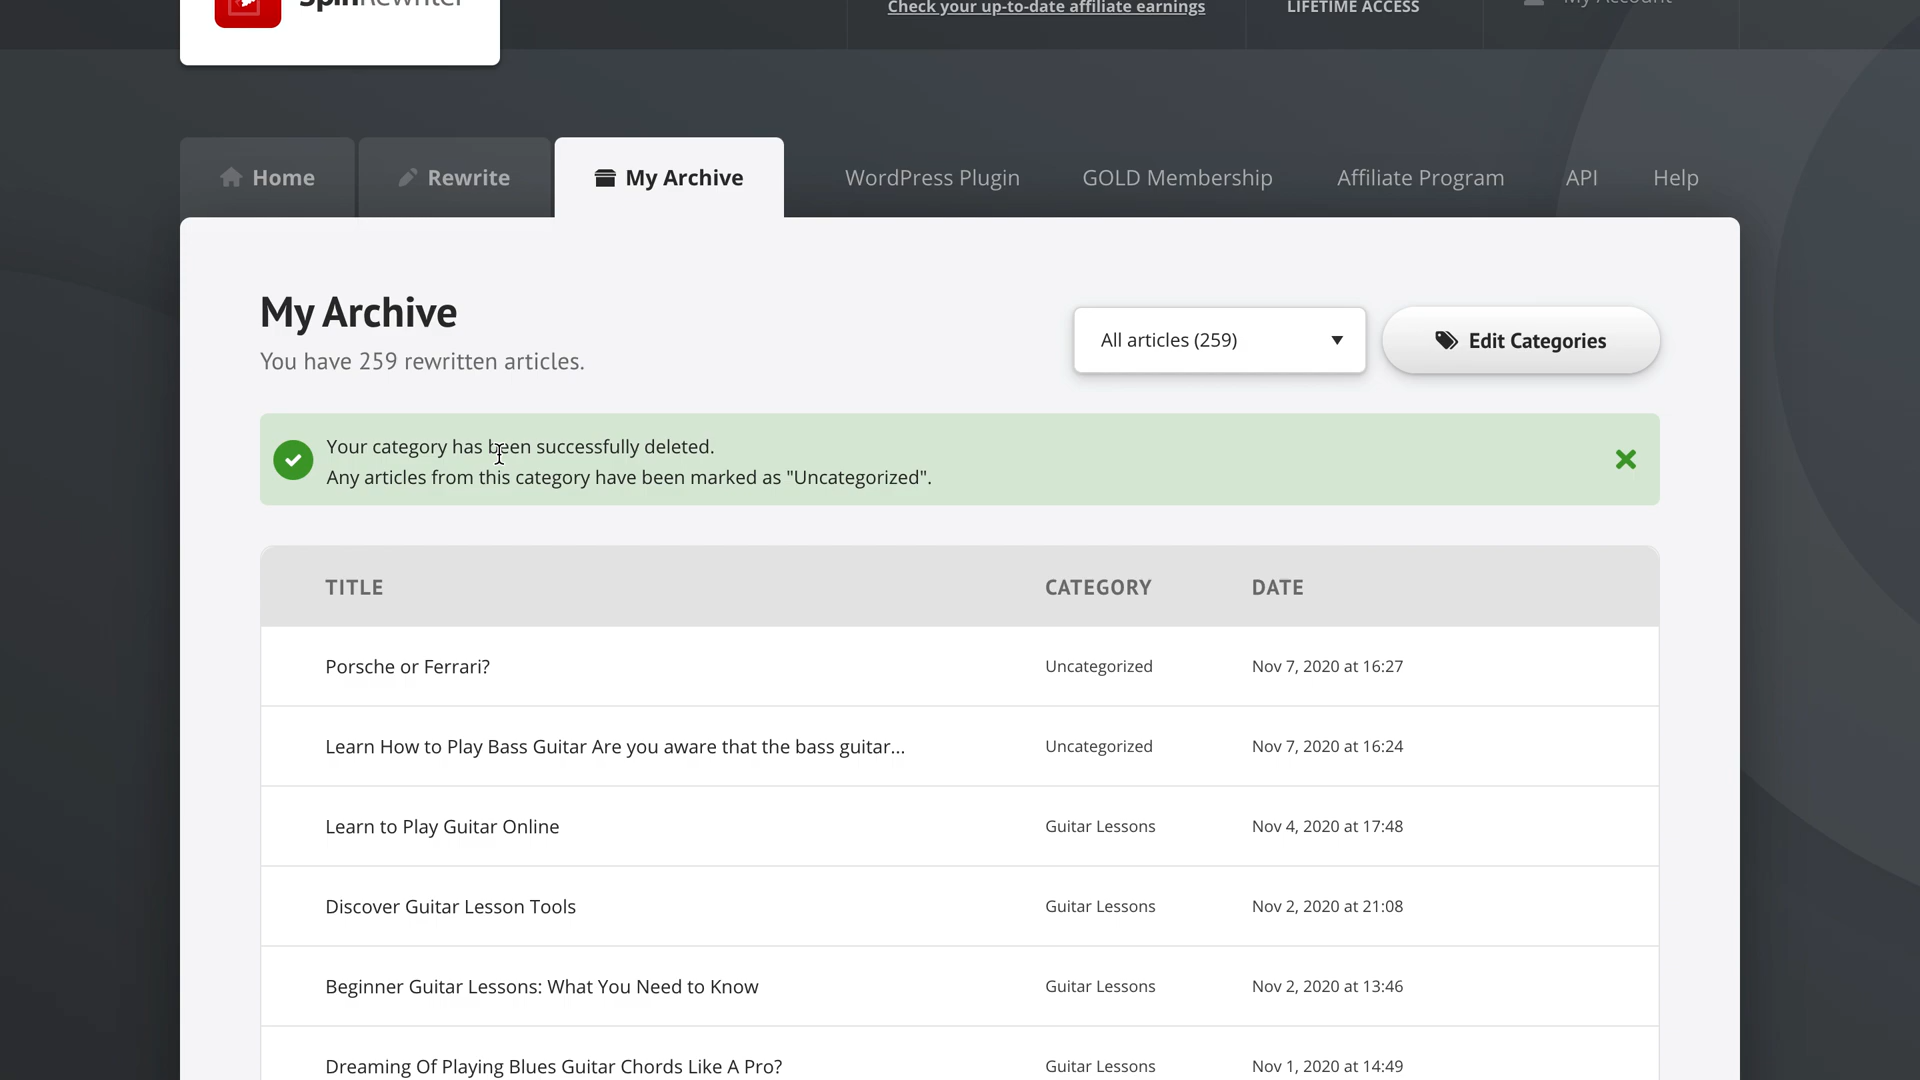 SpinRewriter
Check your up-to-date affiliate earnings
LIFETIME ACCESS
My Account
Home
Rewrite
My Archive
WordPress Plugin
GOLD Membership
Affiliate Program
API
Help
My Archive
You have 259 rewritten articles.
All articles (259)
Edit Categories
Your category has been successfully deleted.
Any articles from this category have been marked as "Uncategorized".
TITLE CATEGORY DATE
Porsche or Ferrari? Uncategorized Nov 7, 2020 at 16:27
Learn How to Play Bass Guitar Are you aware that the bass guitar... Uncategorized Nov 7, 2020 at 16:24
Learn to Play Guitar Online Guitar Lessons Nov 4, 2020 at 17:48
Discover Guitar Lesson Tools Guitar Lessons Nov 2, 2020 at 21:08
Beginner Guitar Lessons: What You Need to Know Guitar Lessons Nov 2, 2020 at 13:46
Dreaming Of Playing Blues Guitar Chords Like A Pro? Guitar Lessons Nov 1, 2020 at 14:49